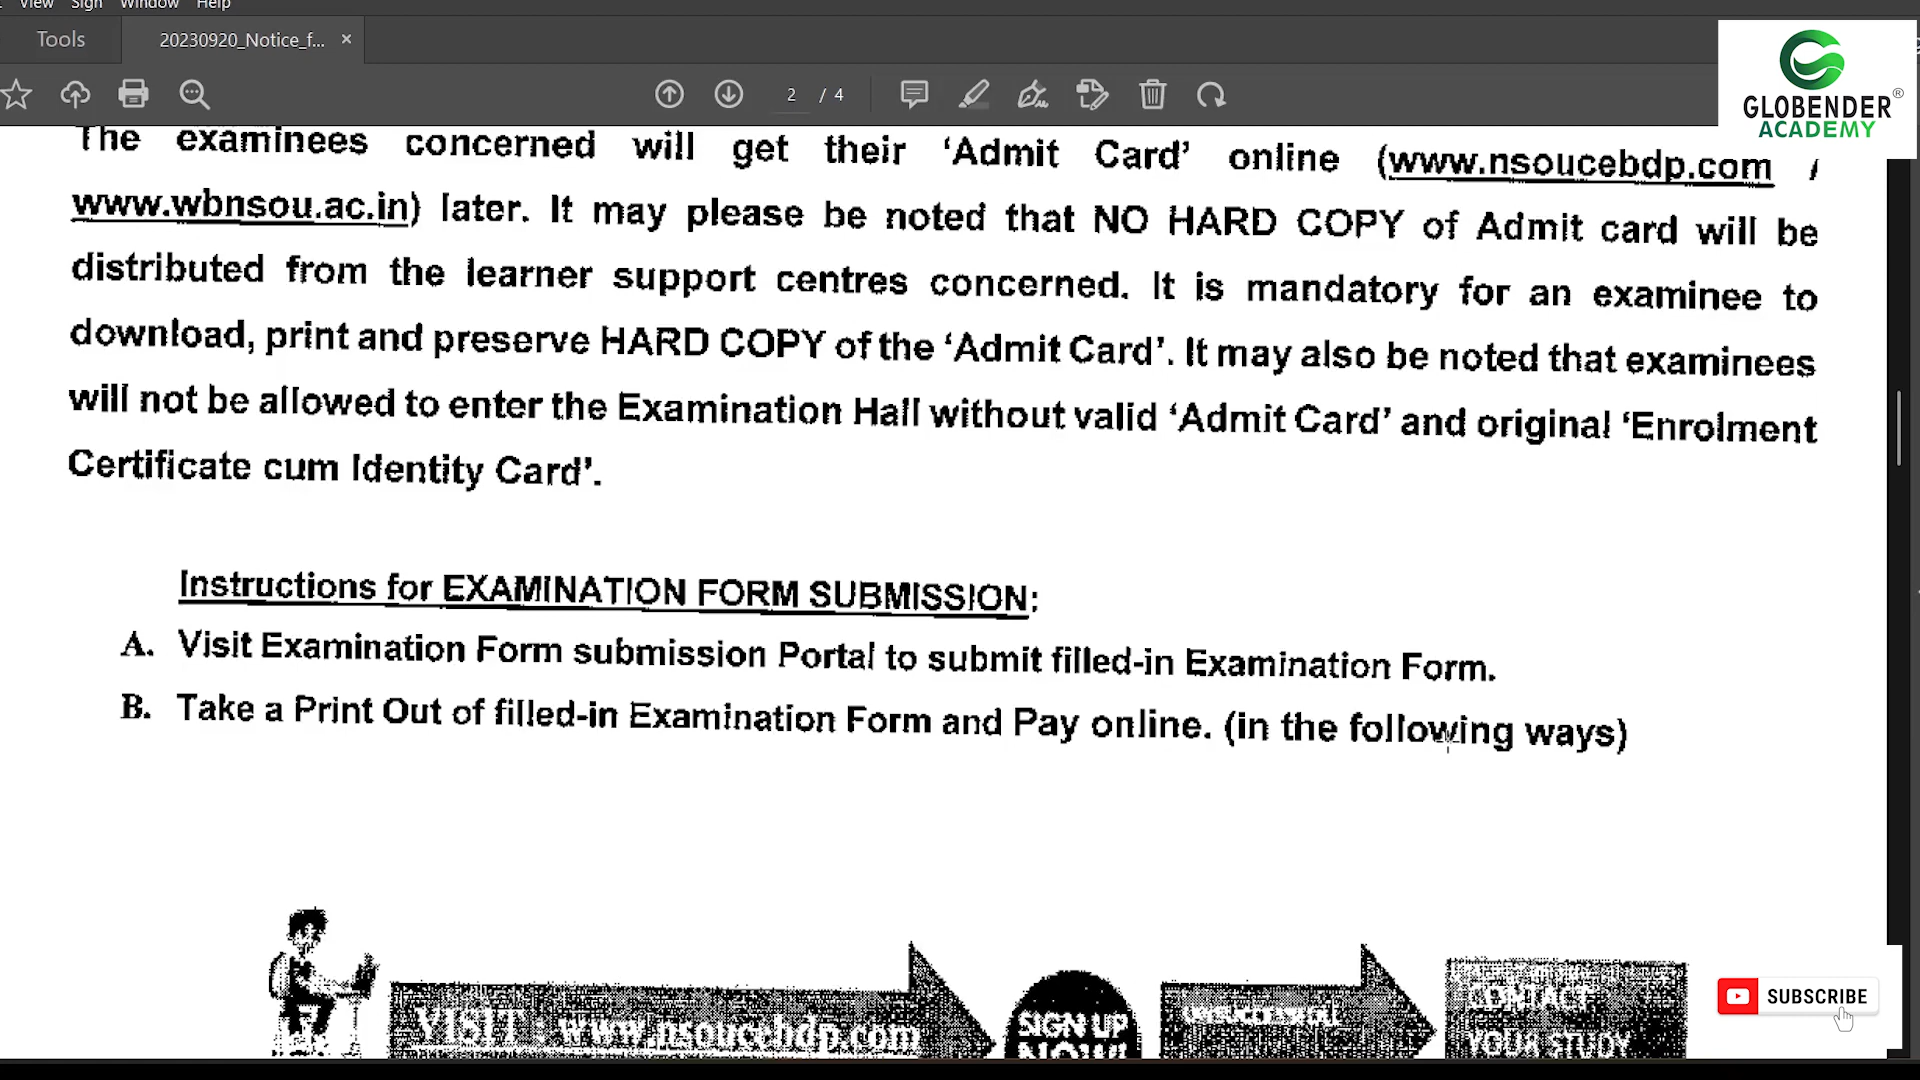 View Sign Window Help
Tools 20230920_Notice_f... ×
2 / 4
GLOBENDER®
ACADEMY
The examinees concerned will get their ‘Admit Card’ online (www.nsoucebdp.com /
www.wbnsou.ac.in) later. It may please be noted that NO HARD COPY of Admit card will be
distributed from the learner support centres concerned. It is mandatory for an examinee to
download, print and preserve HARD COPY of the ‘Admit Card’. It may also be noted that examinees
will not be allowed to enter the Examination Hall without valid ‘Admit Card’ and original ‘Enrolment
Certificate cum Identity Card’.
Instructions for EXAMINATION FORM SUBMISSION:
A. Visit Examination Form submission Portal to submit filled-in Examination Form.
B. Take a Print Out of filled-in Examination Form and Pay online. (in the following ways)
VISIT : www.nsoucebdp.com
SIGN UP
NOW!
CONTACT
YOUR STUDY
SUBSCRIBE